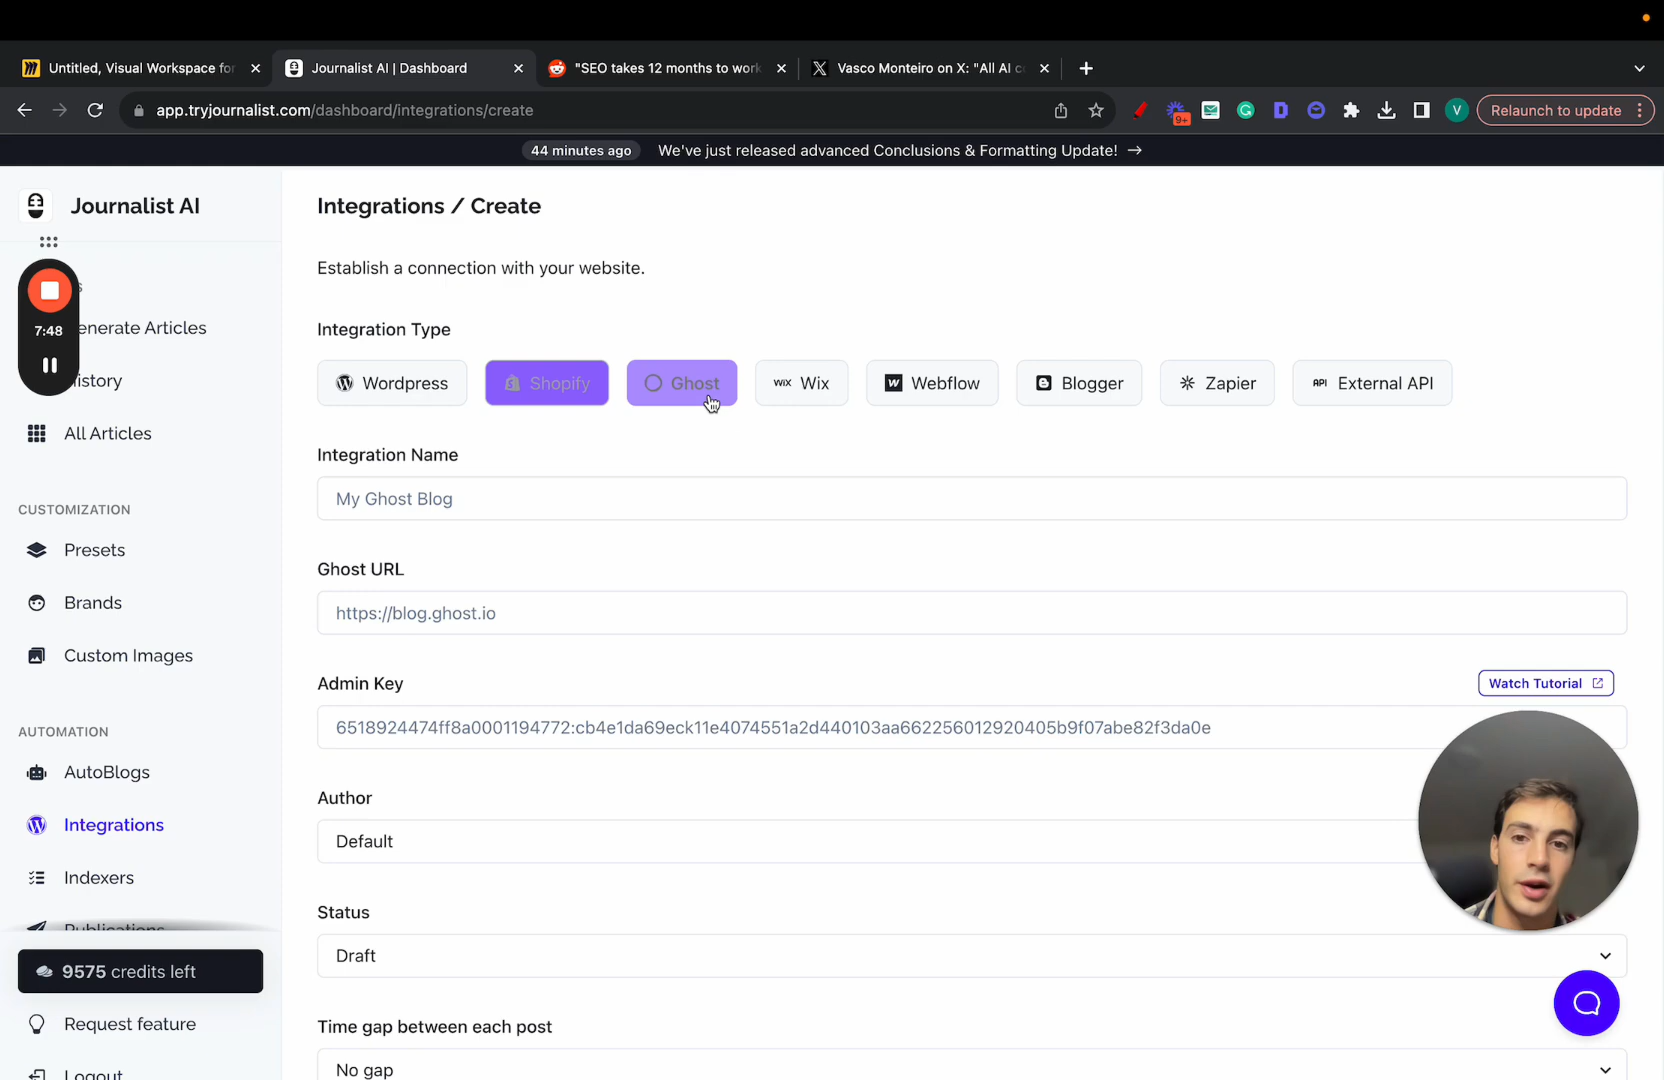 Untitled, Visual Workspace for
Journalist AI | Dashboard
"SEO takes 12 months to work
Vasco Monteiro on X: "All AI c
app.tryjournalist.com/dashboard/integrations/create
9+
V
Relaunch to update
44 minutes ago
We've just released advanced Conclusions & Formatting Update! →
Journalist AI
7:48
enerate Articles
istory
All Articles
CUSTOMIZATION
Presets
Brands
Custom Images
AUTOMATION
AutoBlogs
Integrations
Indexers
Publications
9575 credits left
Request feature
Logout
Integrations / Create
Establish a connection with your website.
Integration Type
Wordpress
Shopify
Ghost
WIX Wix
Webflow
Blogger
Zapier
API External API
Integration Name
My Ghost Blog
Ghost URL
https://blog.ghost.io
Admin Key
Watch Tutorial
6518924474ff8a0001194772:cb4e1da69eck11e4074551a2d440103aa662256012920405b9f07abe82f3da0e
Author
Default
Status
Draft
Time gap between each post
No gap